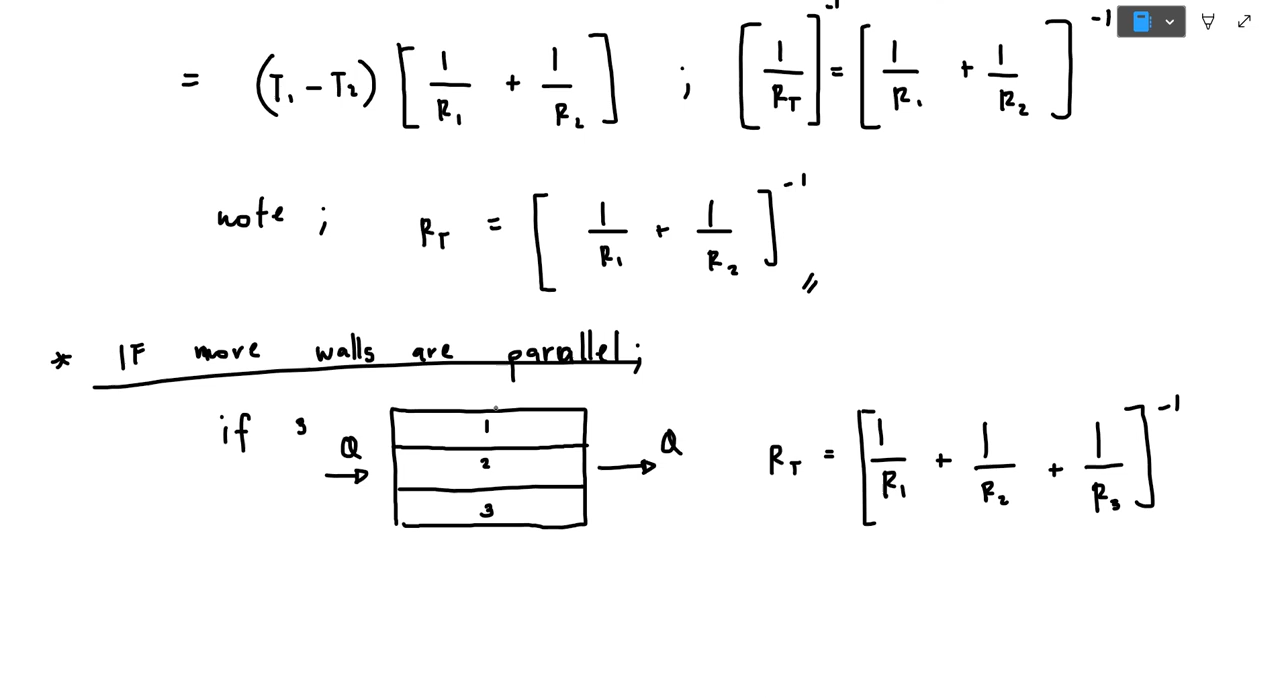 = (T₁ - T₂) [1/R₁ + 1/R₂] ; [1/R_T]⁻¹ = [1/R₁ + 1/R₂]⁻¹
note ; R_T = [1/R₁ + 1/R₂]⁻¹ //
* IF more walls are parallel ;
if 3
Q
1
2
3
Q
R_T = [1/R₁ + 1/R₂ + 1/R₃]⁻¹